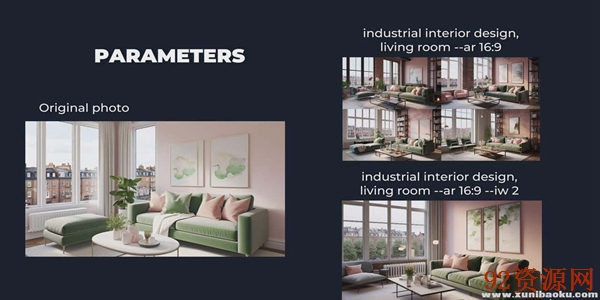 PARAMETERS
Original photo
industrial interior design,
living room --ar 16:9
industrial interior design,
living room --ar 16:9 --iw 2
92资源网
www.xunibaoku.com